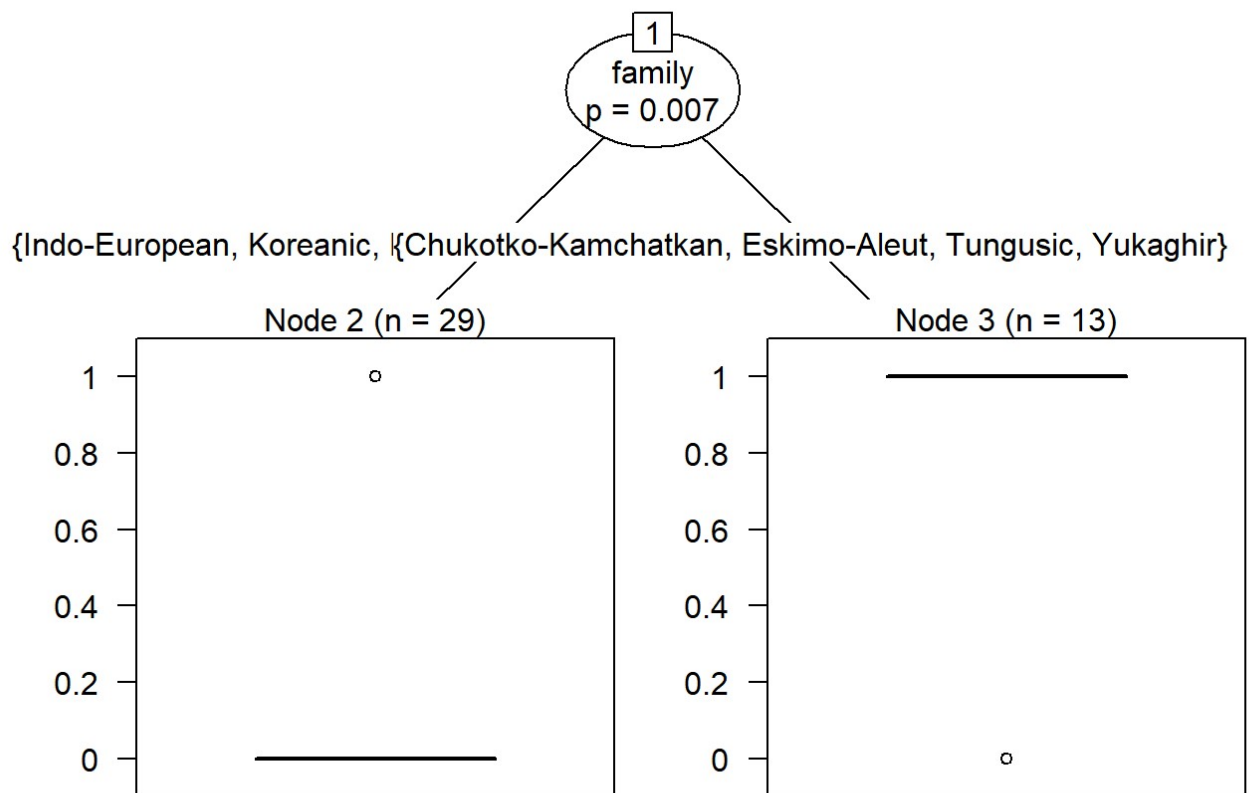 1
family
p = 0.007
{Indo-European, Koreanic, {Chukotko-Kamchatkan, Eskimo-Aleut, Tungusic, Yukaghir}
Node 2 (n = 29)
Node 3 (n = 13)
1
0.8
0.6
0.4
0.2
0
1
0.8
0.6
0.4
0.2
0